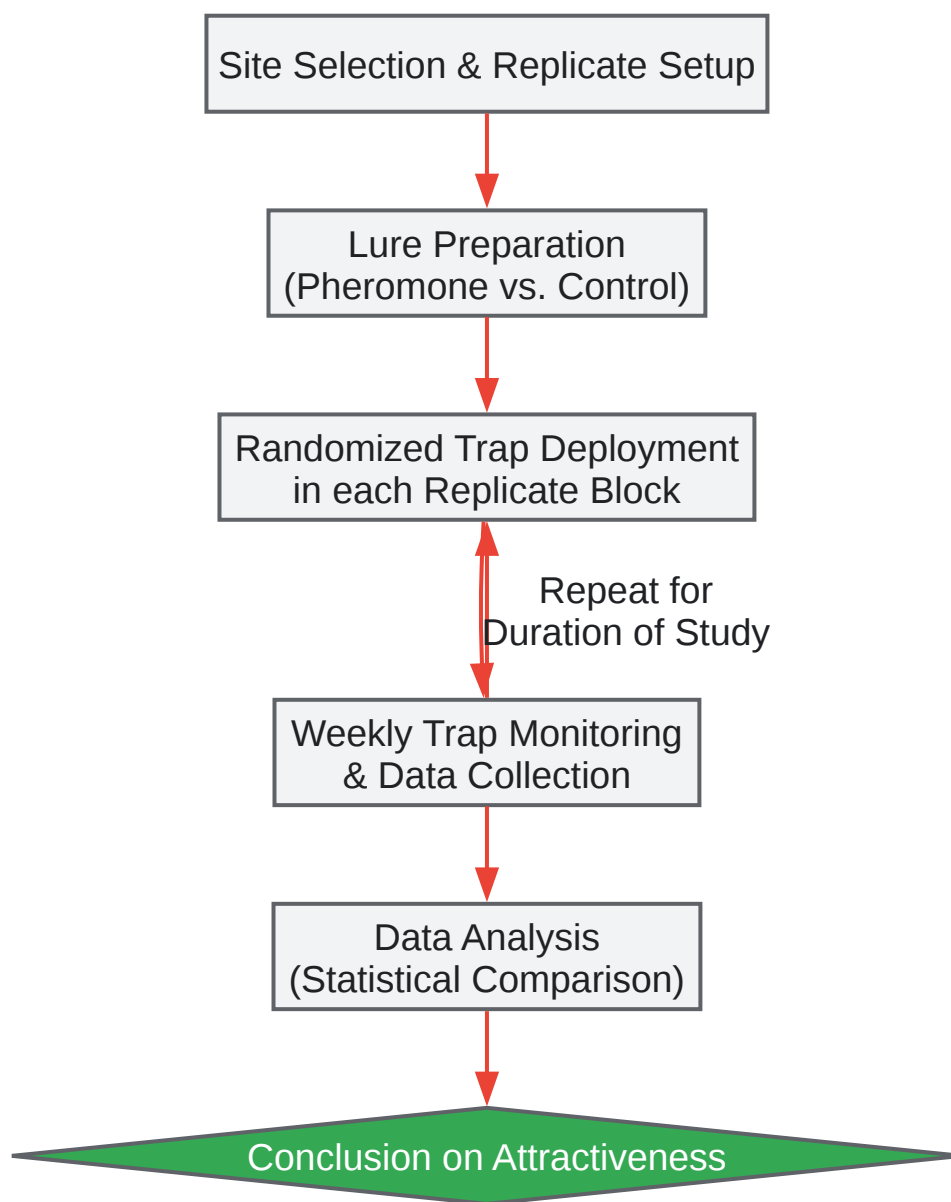 Site Selection & Replicate Setup
Lure Preparation
(Pheromone vs. Control)
Randomized Trap Deployment
in each Replicate Block
Repeat for
Duration of Study
Weekly Trap Monitoring
& Data Collection
Data Analysis
(Statistical Comparison)
Conclusion on Attractiveness